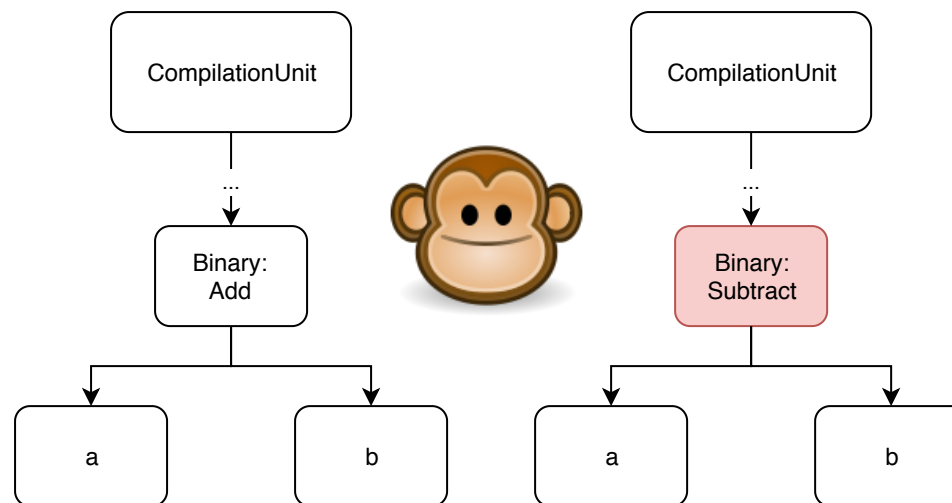 CompilationUnit
...
Binary:
Add
a
b
CompilationUnit
...
Binary:
Subtract
a
b